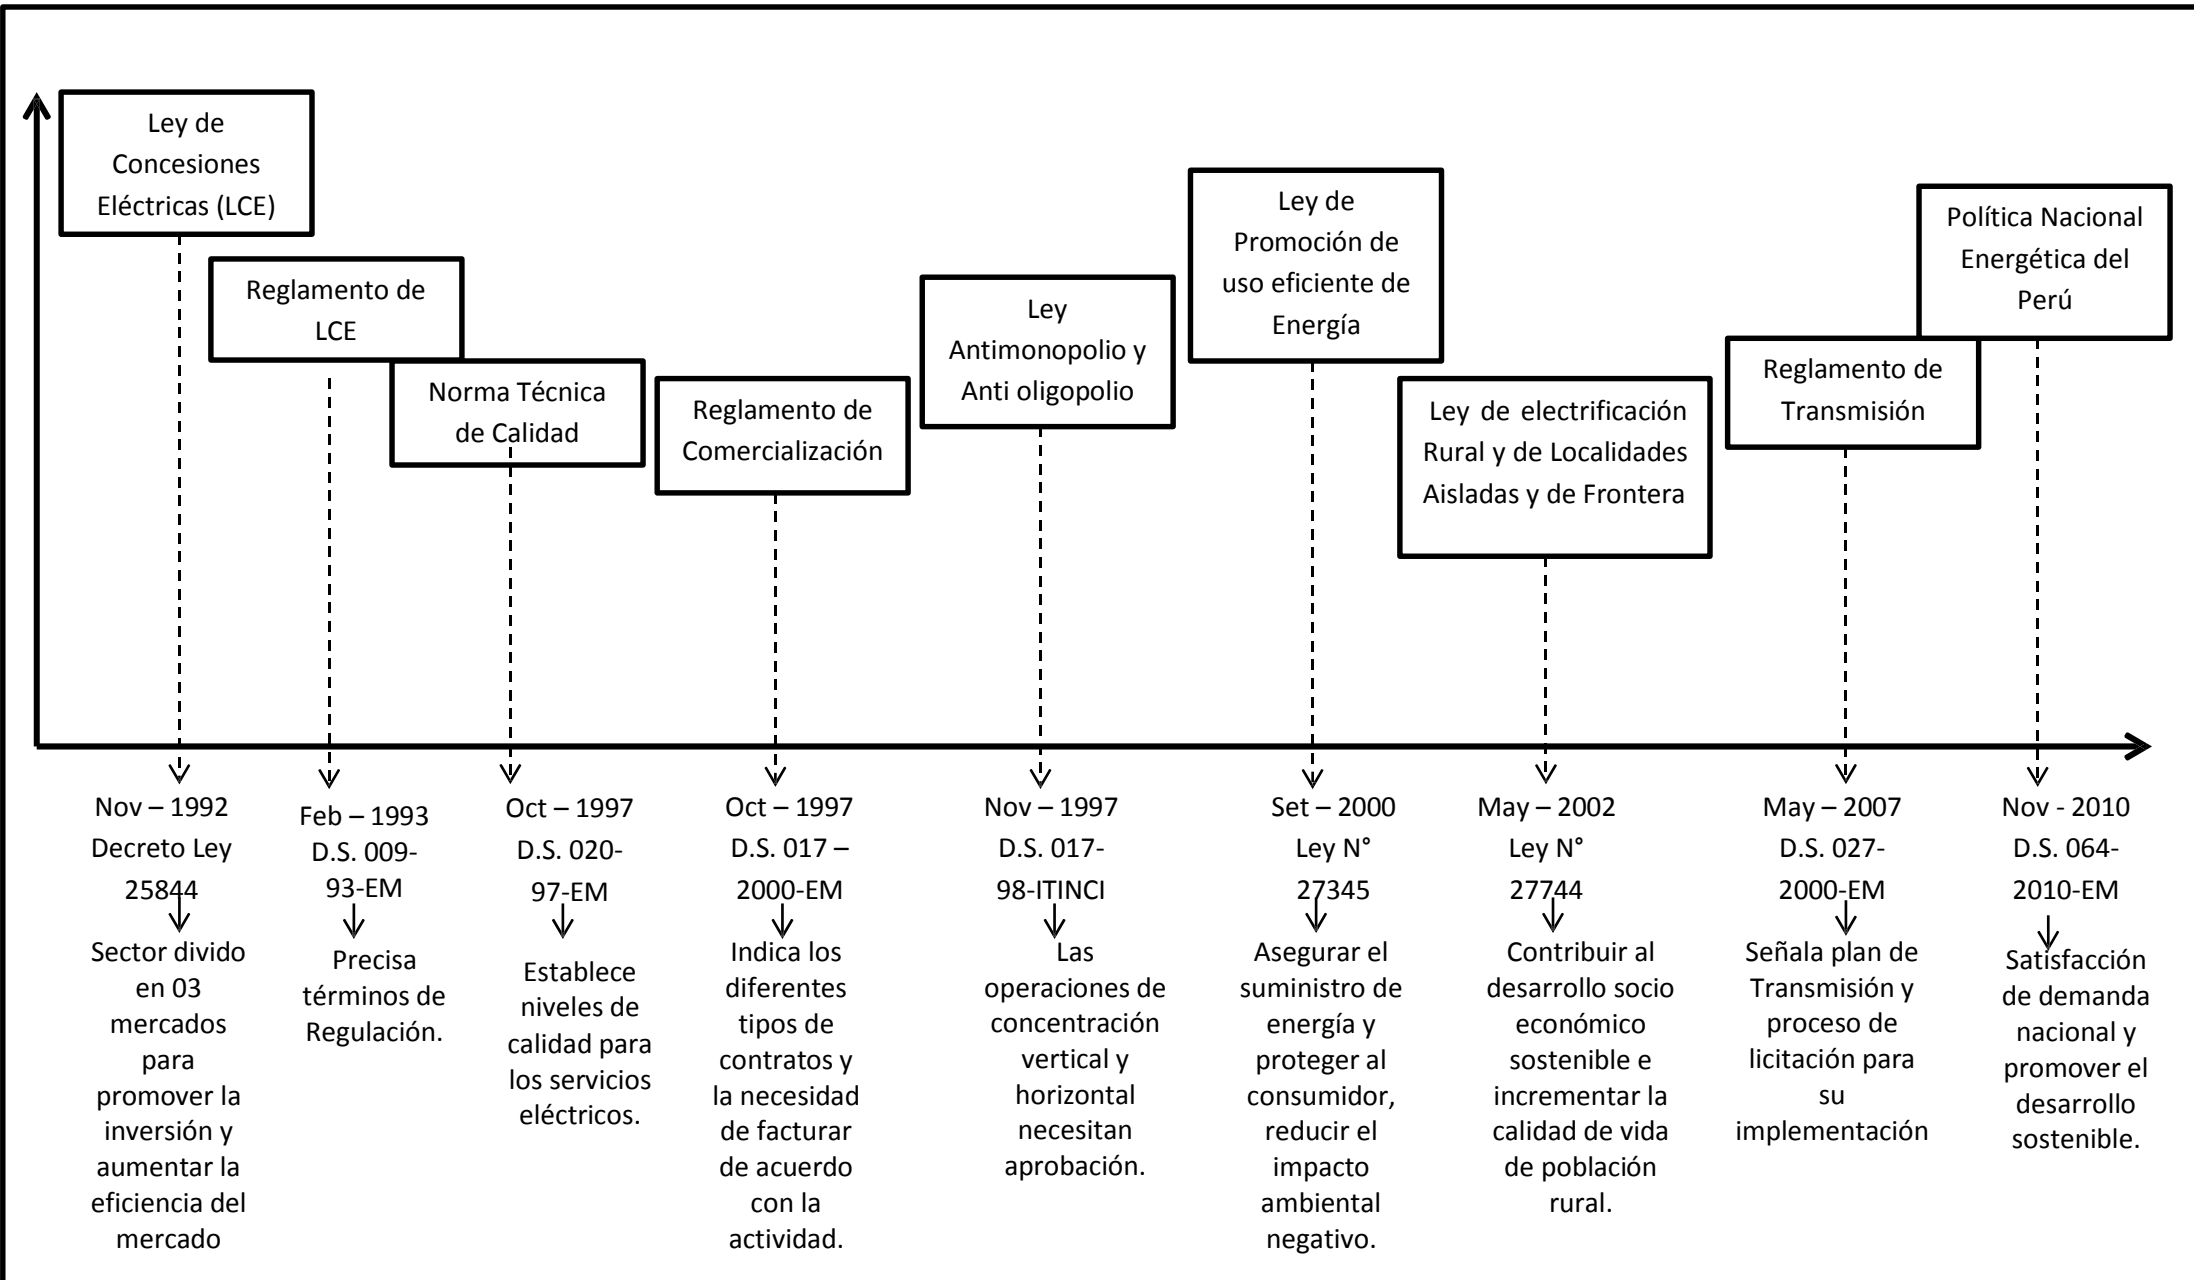 Ley de
Concesiones
Eléctricas (LCE)
Reglamento de
LCE
Norma Técnica
de Calidad
Reglamento de
Comercialización
Ley
Antimonopolio y
Anti oligopolio
Ley de
Promoción de
uso eficiente de
Energía
Ley de electrificación
Rural y de Localidades
Aisladas y de Frontera
Reglamento de
Transmisión
Política Nacional
Energética del
Perú
Nov – 1992
Decreto Ley
25844
Sector divido
en 03
mercados
para
promover la
inversión y
aumentar la
eficiencia del
mercado
Feb – 1993
D.S. 009-
93-EM
Precisa
términos de
Regulación.
Oct – 1997
D.S. 020-
97-EM
Establece
niveles de
calidad para
los servicios
eléctricos.
Oct – 1997
D.S. 017 –
2000-EM
Indica los
diferentes
tipos de
contratos y
la necesidad
de facturar
de acuerdo
con la
actividad.
Nov – 1997
D.S. 017-
98-ITINCI
Las
operaciones de
concentración
vertical y
horizontal
necesitan
aprobación.
Set – 2000
Ley N°
27345
Asegurar el
suministro de
energía y
proteger al
consumidor,
reducir el
impacto
ambiental
negativo.
May – 2002
Ley N°
27744
Contribuir al
desarrollo socio
económico
sostenible e
incrementar la
calidad de vida
de población
rural.
May – 2007
D.S. 027-
2000-EM
Señala plan de
Transmisión y
proceso de
licitación para
su
implementación
Nov - 2010
D.S. 064-
2010-EM
Satisfacción
de demanda
nacional y
promover el
desarrollo
sostenible.